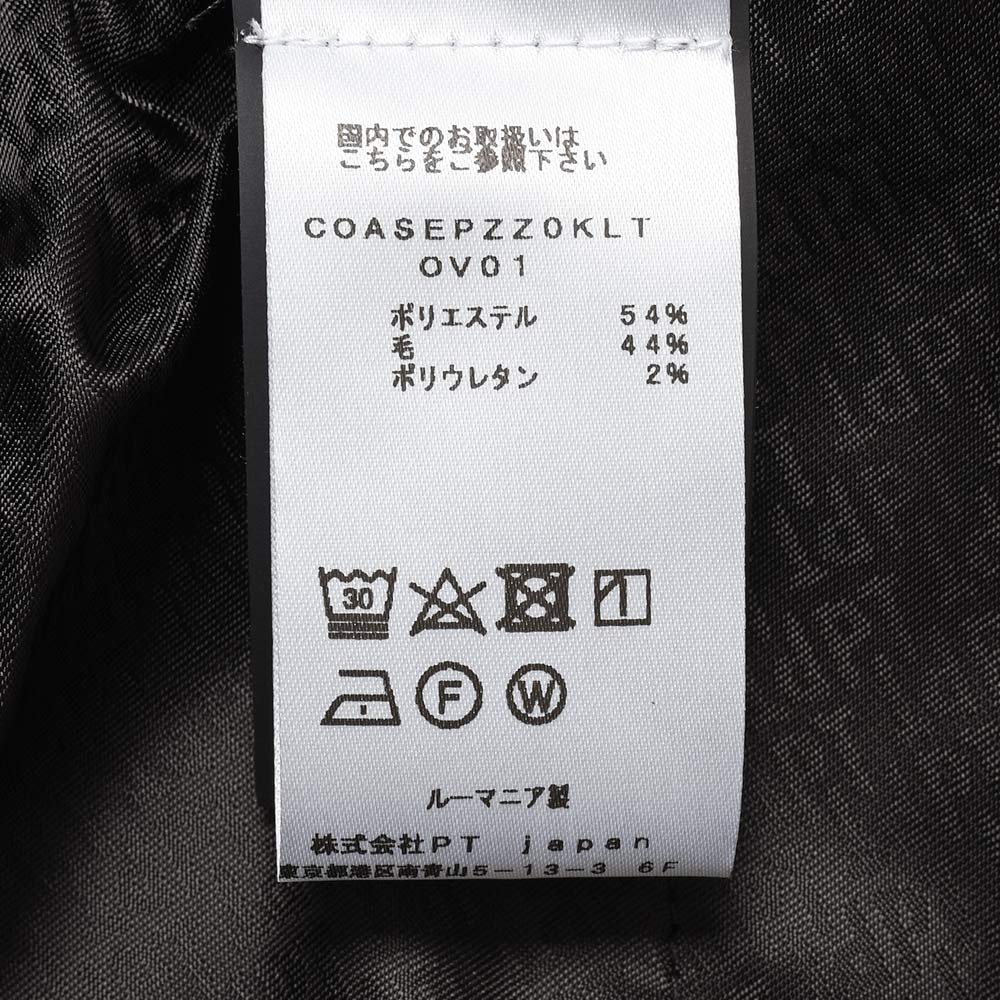 国内でのお取扱いは
こちらをご参照下さい
COASEPZZ0KLT
OV01
ポリエステル 54%
毛 44%
ポリウレタン 2%
30
F W
ルーマニア製
株式会社PT japan
東京都港区南青山5-13-3 6F